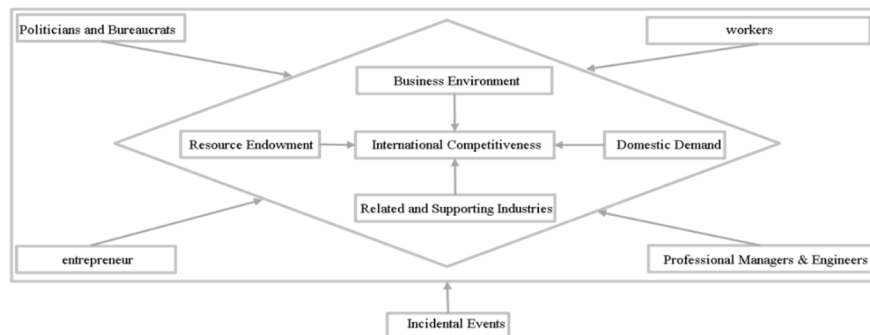 Politicians and Bureaucrats
workers
Business Environment
Resource Endowment
International Competitiveness
Domestic Demand
Related and Supporting Industries
entrepreneur
Professional Managers & Engineers
Incidental Events